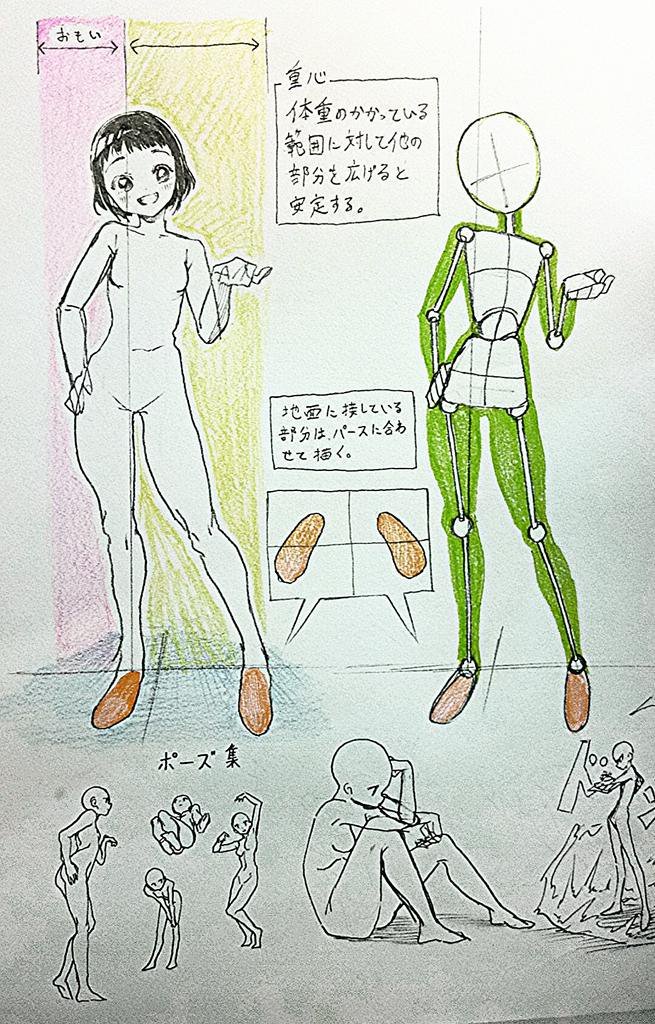 おもい
重心
体重のかかっている
範囲に対して他の
部分を広げると
安定する。
地面に接している
部分は、パースに合わ
せて描く。
ポーズ集